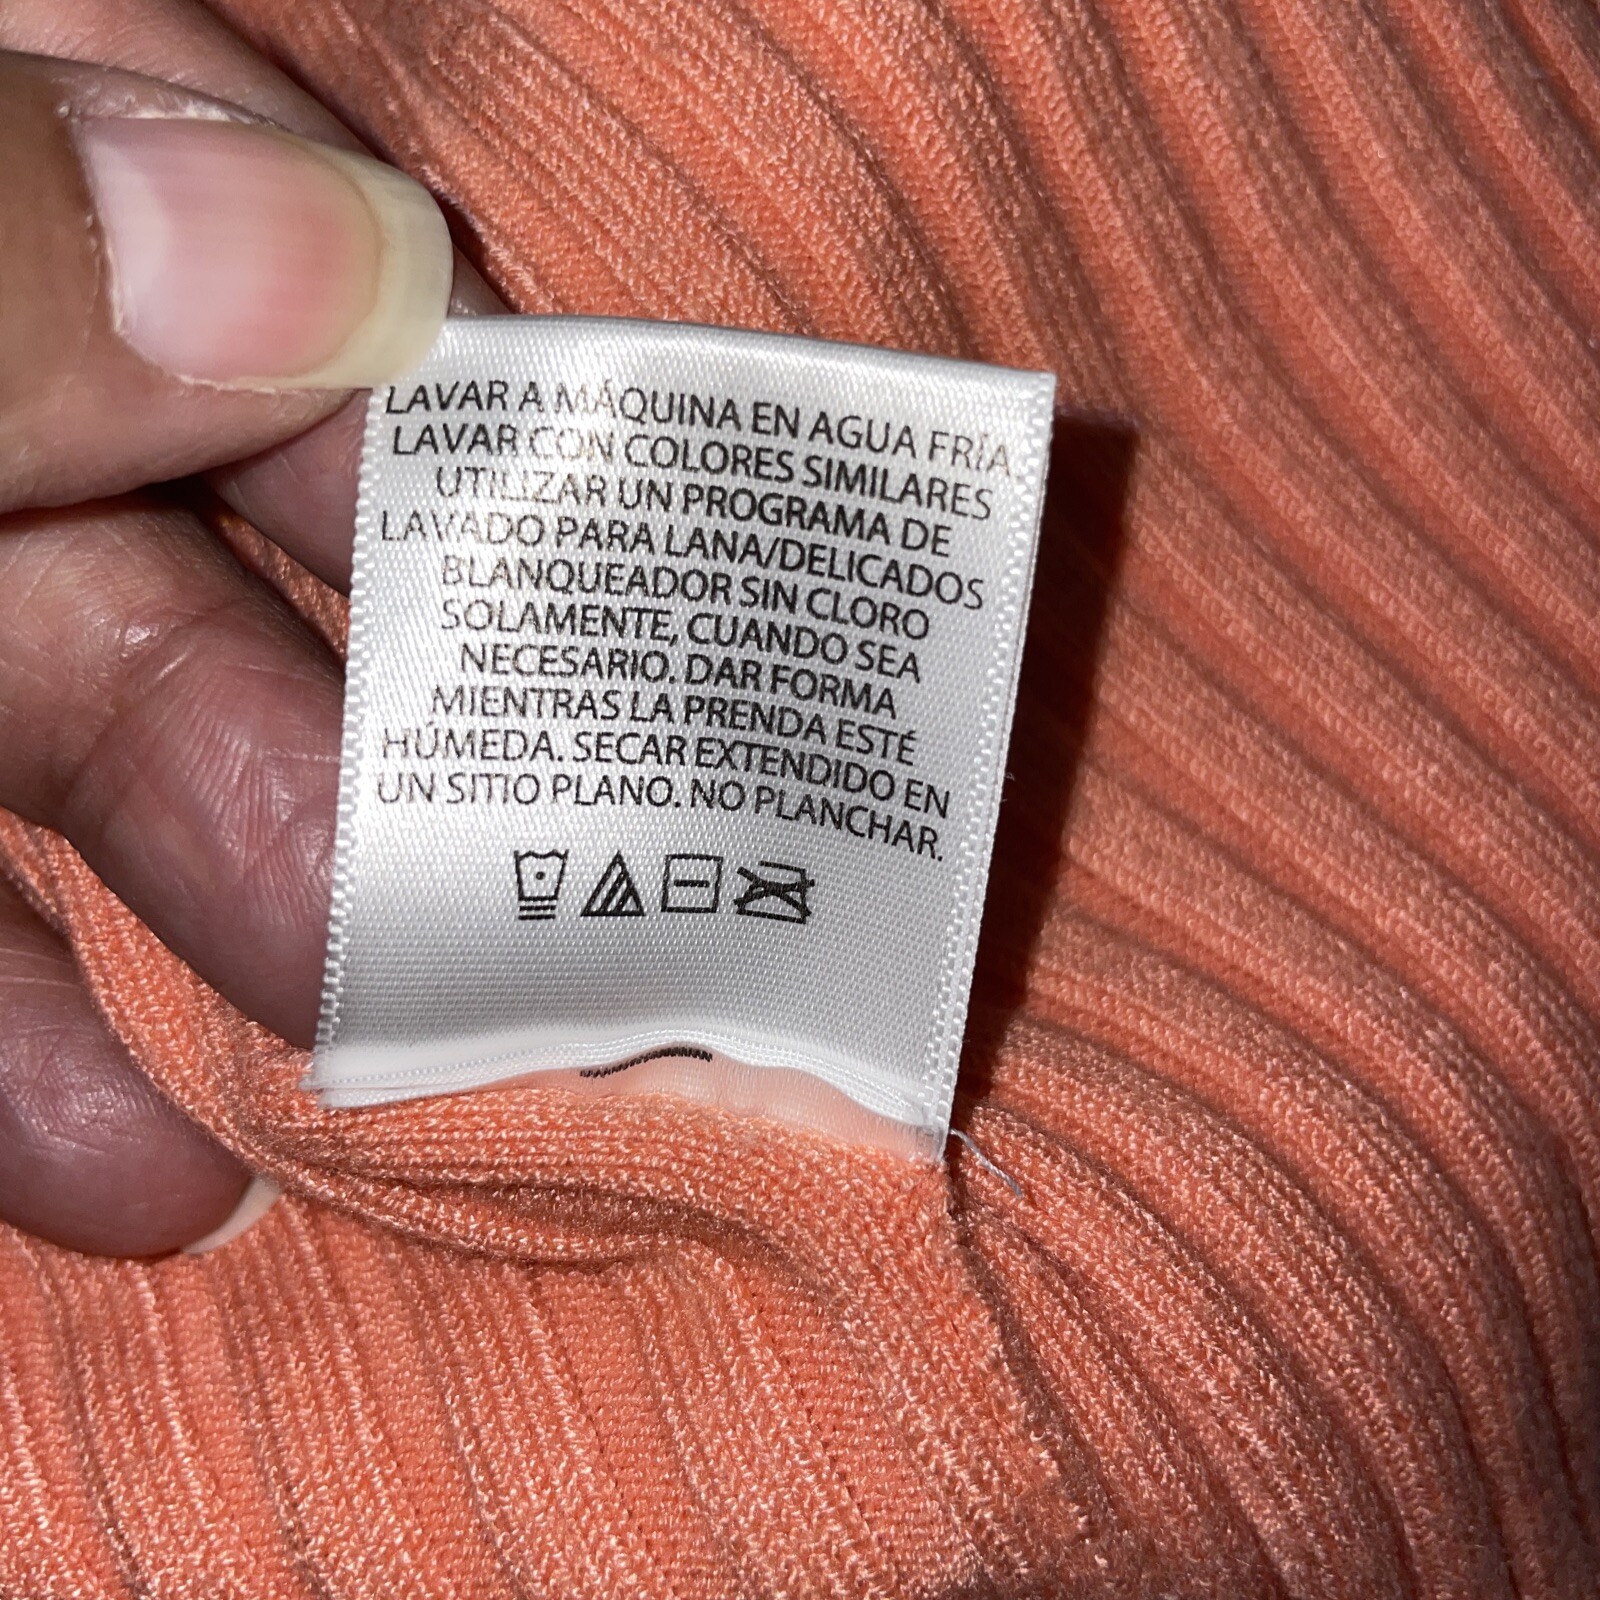 LAVAR A MÁQUINA EN AGUA FRÍA
LAVAR CON COLORES SIMILARES
UTILIZAR UN PROGRAMA DE
LAVADO PARA LANA/DELICADOS
BLANQUEADOR SIN CLORO
SOLAMENTE, CUANDO SEA
NECESARIO. DAR FORMA
MIENTRAS LA PRENDA ESTÉ
HÚMEDA. SECAR EXTENDIDO EN
UN SITIO PLANO. NO PLANCHAR.